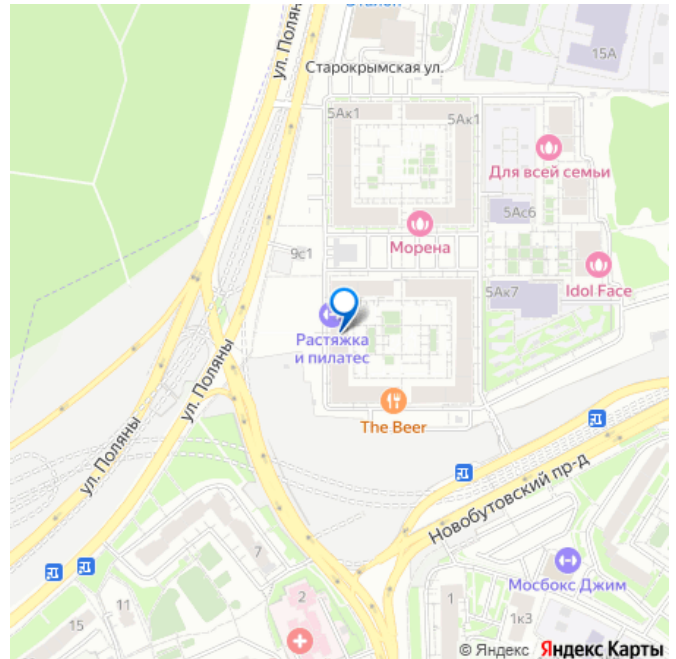 Эталон
ул. Поляны
15А
Старокрымская ул.
5Ак1
5Ак1
Для всей семьи
5Ас6
Морена
9с1
Idol Face
5Ак7
Растяжка
и пилатес
ул. Поляны
The Beer
ул. Поляны
Новобутовский пр-д
7
Мосбокс Джим
2
11
1
1к3
15
© Яндекс Яндекс Карты